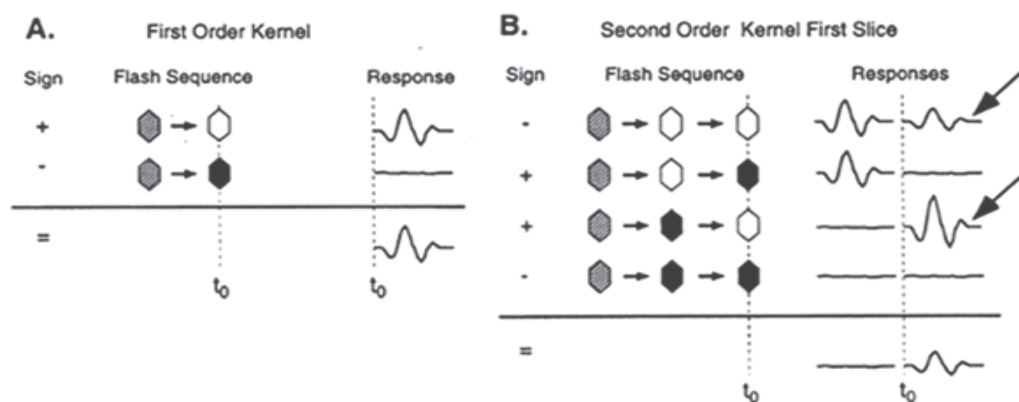 A. First Order Kernel
Sign Flash Sequence Response
+
-
=
t0 t0
B. Second Order Kernel First Slice
Sign Flash Sequence Responses
-
+
+
-
=
t0 t0